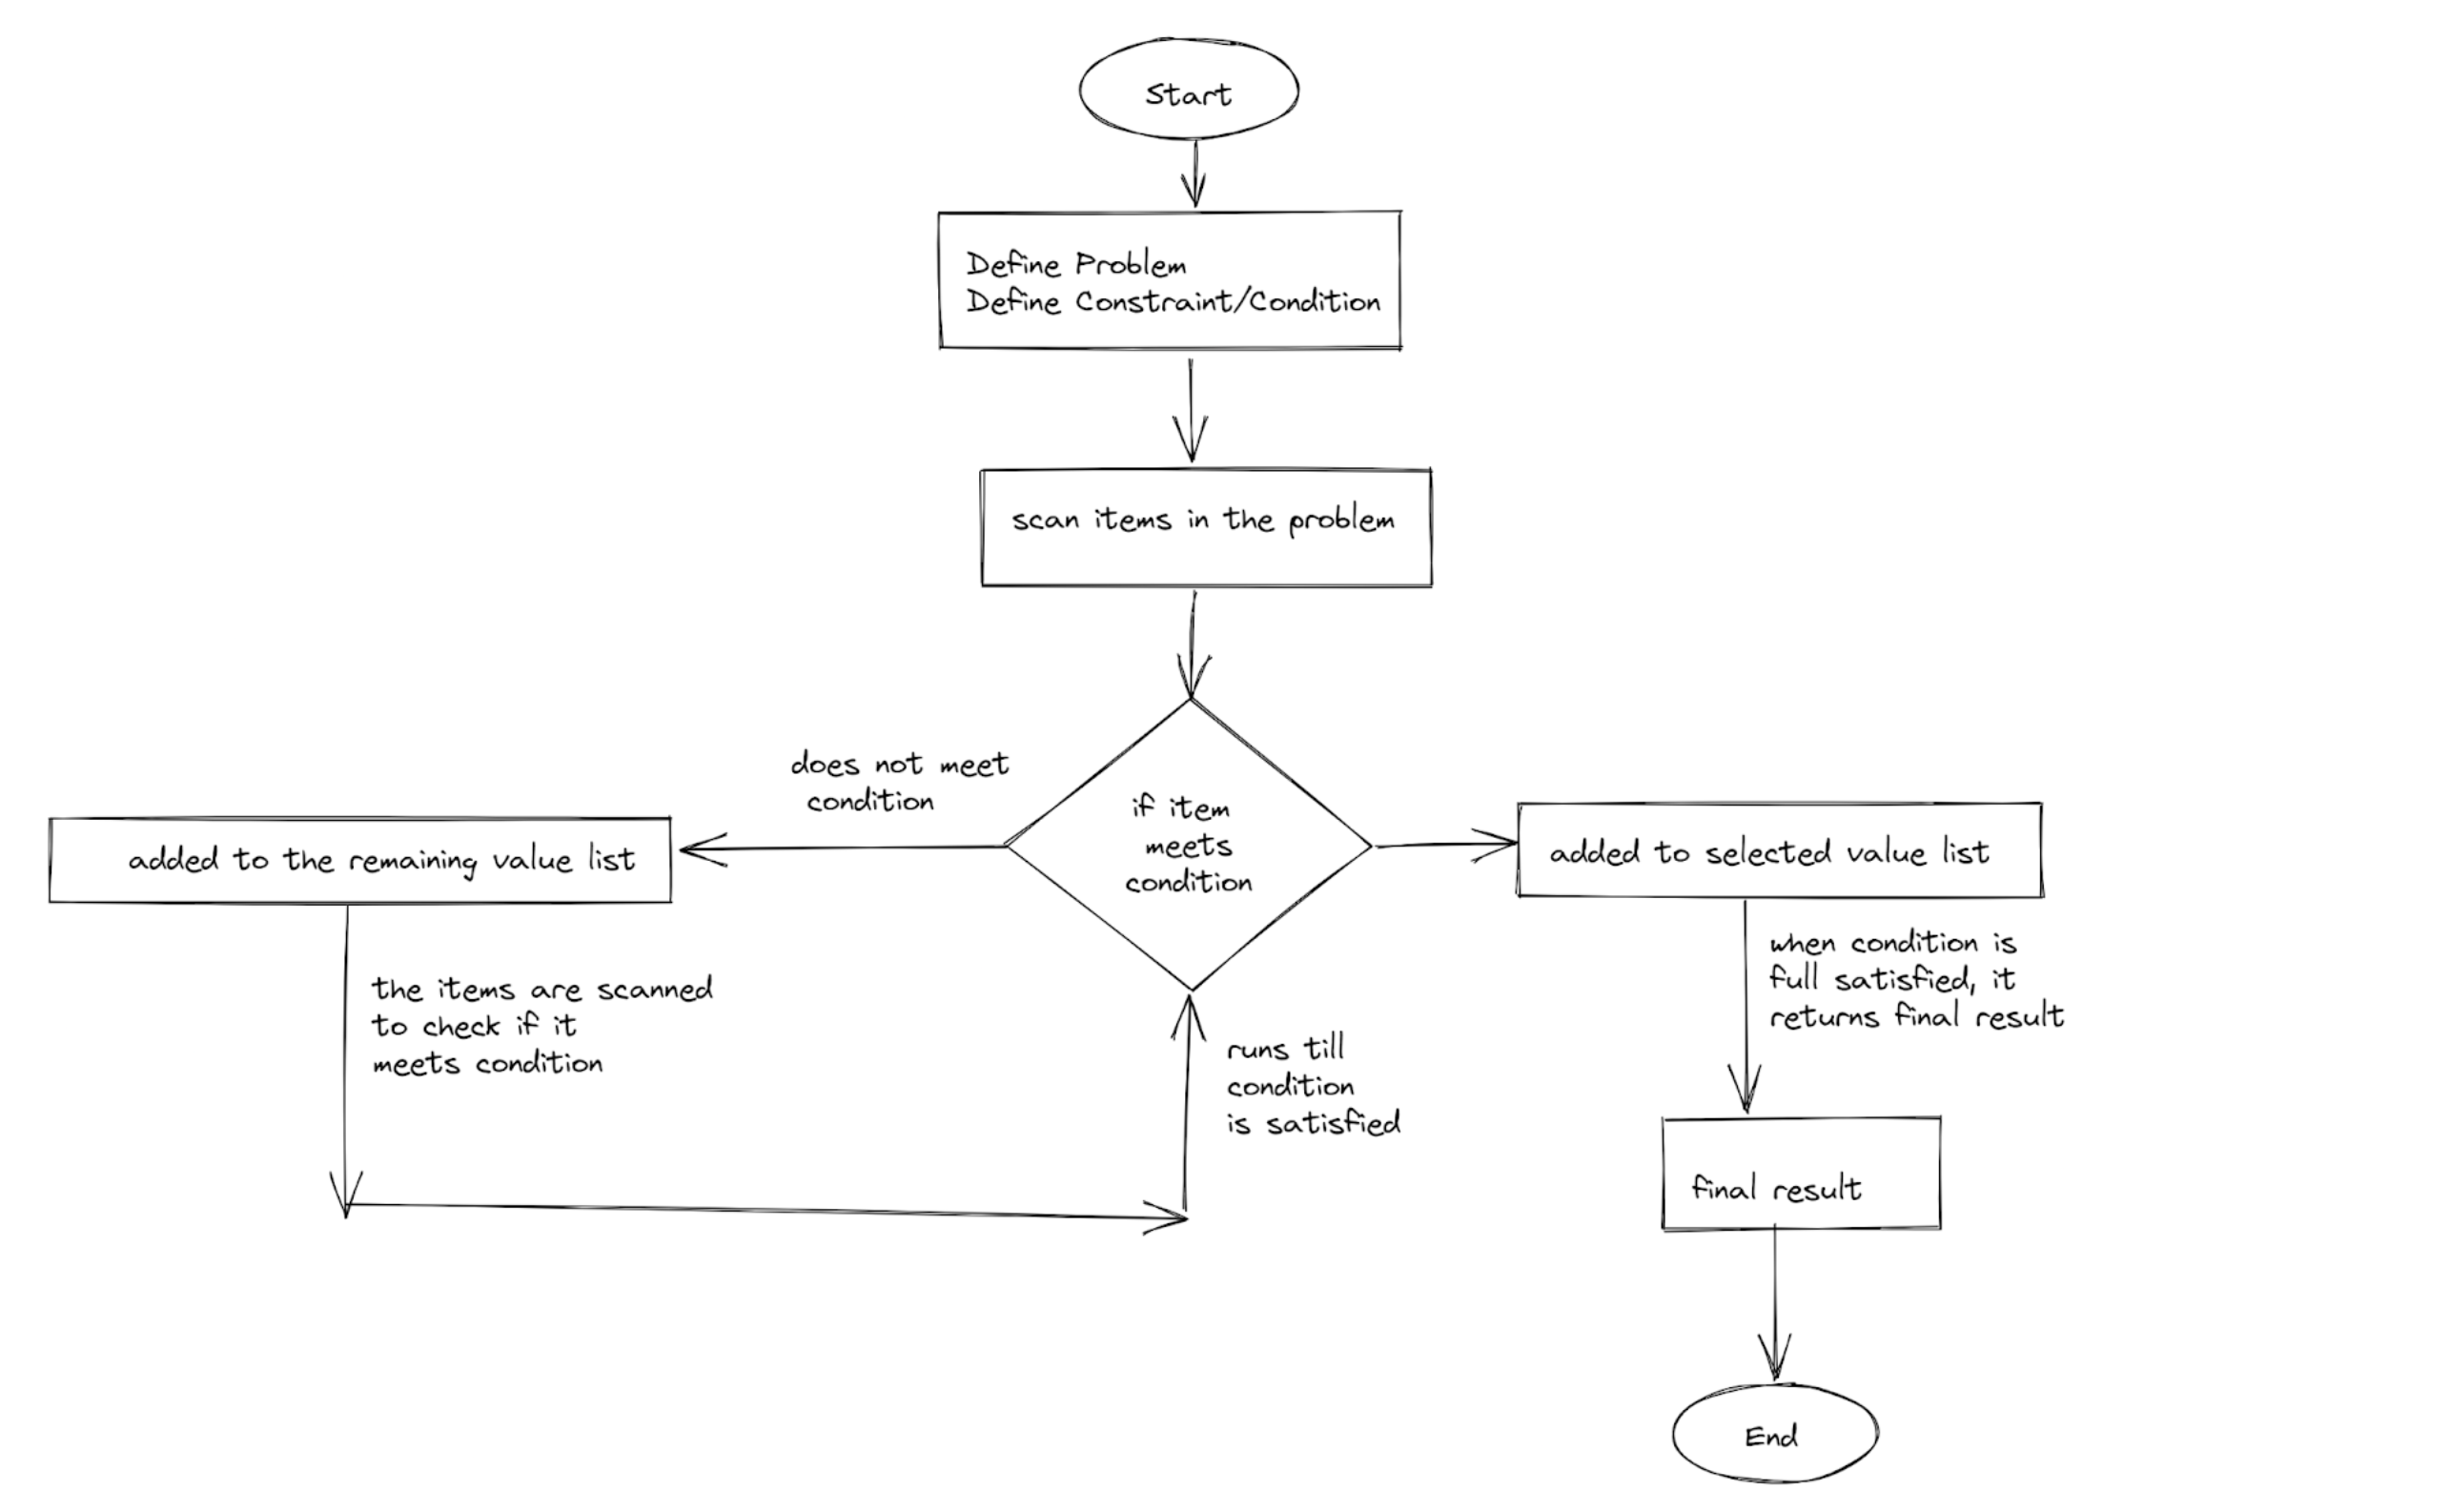 Start
Define Problem
Define Constraint/Condition
scan items in the problem
does not meet
condition
if item
meets
condition
added to the remaining value list
added to selected value list
the items are scanned
to check if it
meets condition
runs till
condition
is satisfied
when condition is
full satisfied, it
returns final result
final result
End